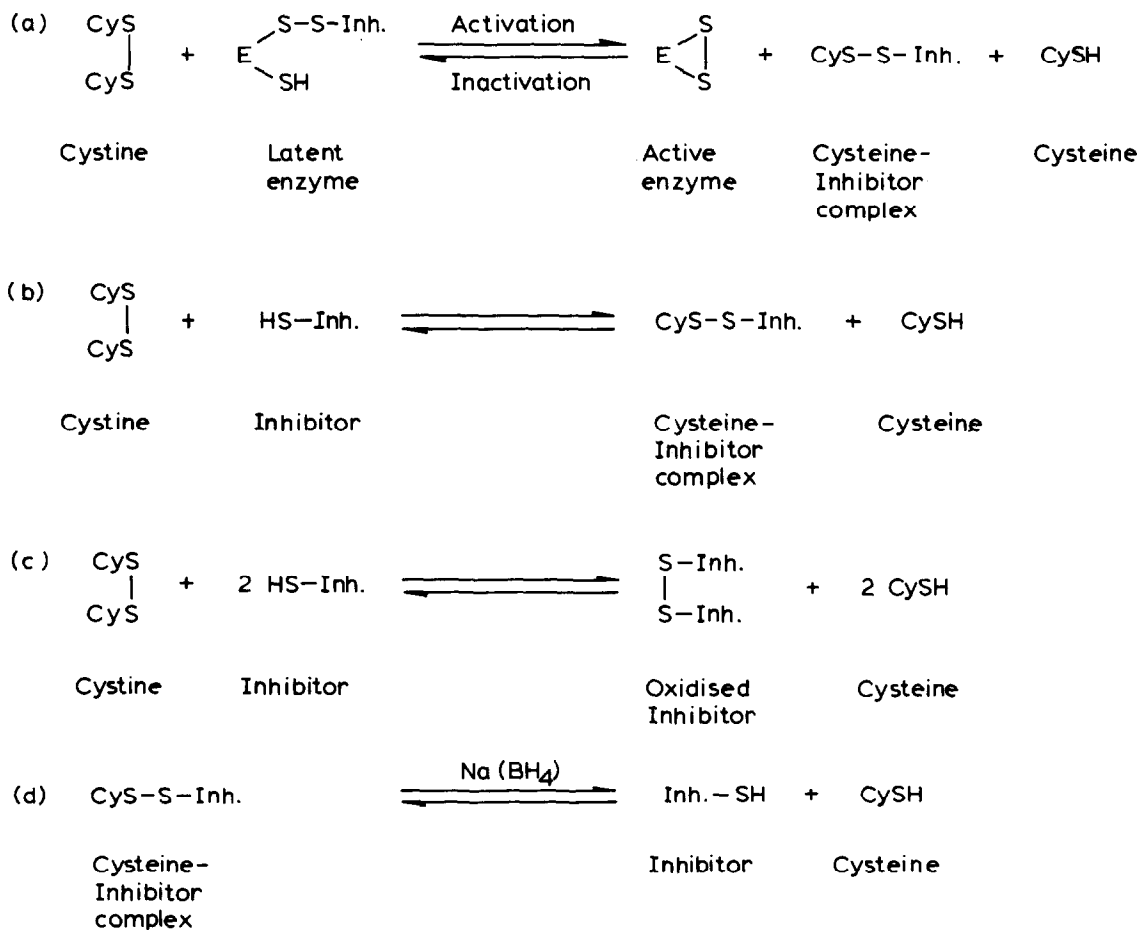 (a) CyS S-S-Inh. Activation S
+ E E + CyS-S-Inh. + CySH
CyS SH Inactivation S
Cystine Latent enzyme Active enzyme Cysteine-Inhibitor complex Cysteine
(b) CyS
+ HS-Inh. CyS-S-Inh. + CySH
CyS
Cystine Inhibitor Cysteine-Inhibitor complex Cysteine
(c) CyS S-Inh.
+ 2 HS-Inh. + 2 CySH
CyS S-Inh.
Cystine Inhibitor Oxidised Inhibitor Cysteine
Na (BH4)
(d) CyS-S-Inh. Inh.-SH + CySH
Cysteine-Inhibitor complex Inhibitor Cysteine